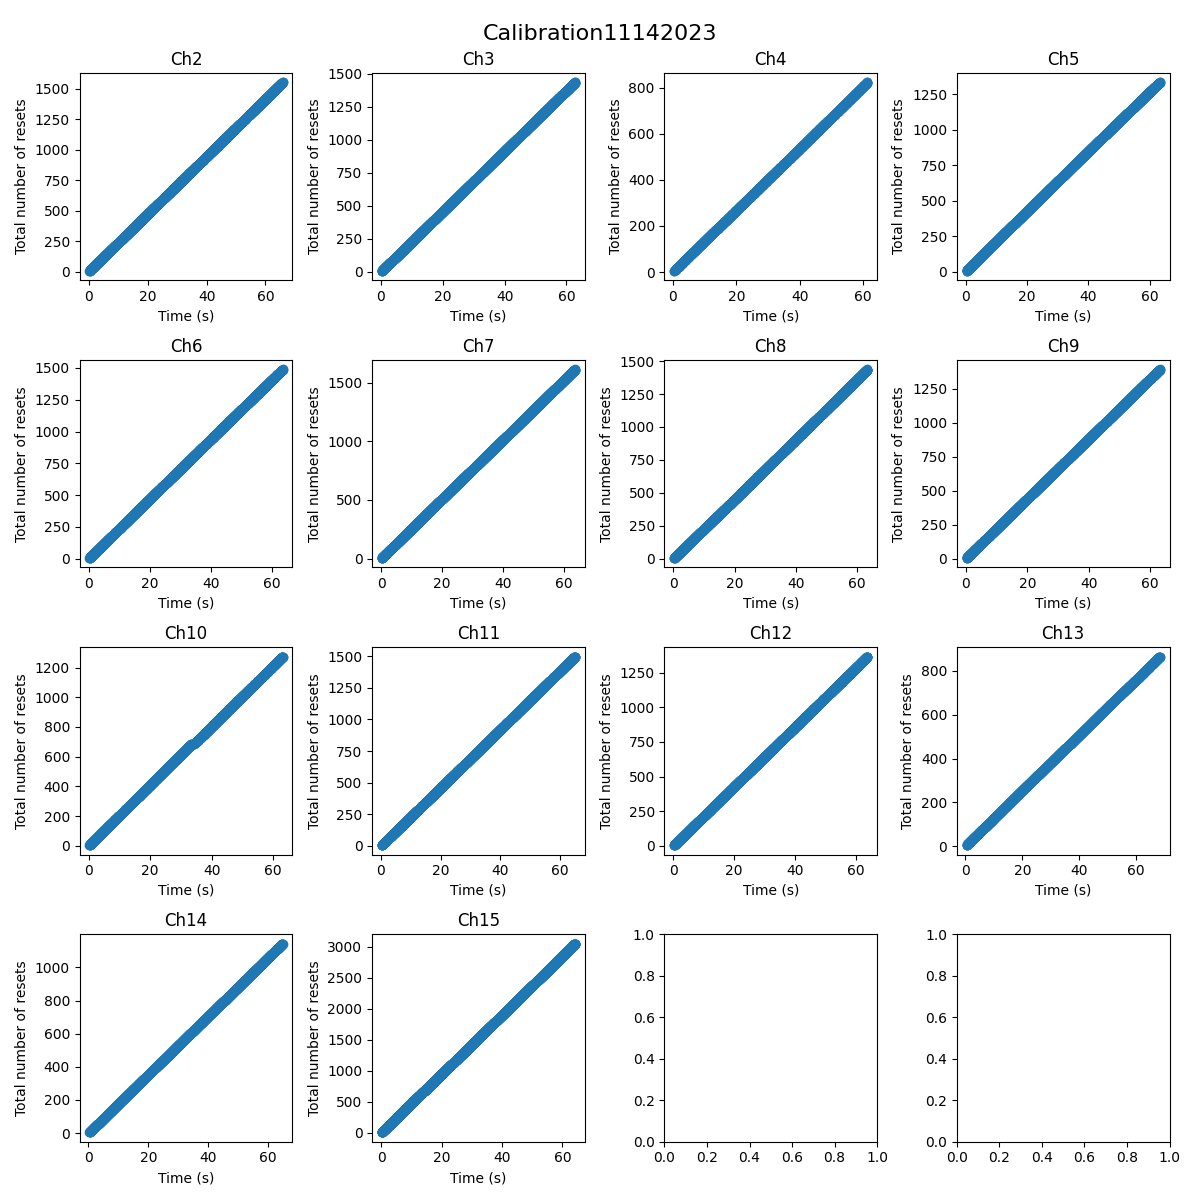 Calibration11142023
Ch2 Ch3 Ch4 Ch5
Total number of resets
0 250 500 750 1000 1250 1500
0 20 40 60
Time (s)
Total number of resets
0 250 500 750 1000 1250 1500
0 20 40 60
Time (s)
Total number of resets
0 200 400 600 800
0 20 40 60
Time (s)
Total number of resets
0 250 500 750 1000 1250
0 20 40 60
Time (s)
Ch6 Ch7 Ch8 Ch9
Total number of resets
0 250 500 750 1000 1250 1500
0 20 40 60
Time (s)
Total number of resets
0 500 1000 1500
0 20 40 60
Time (s)
Total number of resets
0 250 500 750 1000 1250 1500
0 20 40 60
Time (s)
Total number of resets
0 250 500 750 1000 1250
0 20 40 60
Time (s)
Ch10 Ch11 Ch12 Ch13
Total number of resets
0 200 400 600 800 1000 1200
0 20 40 60
Time (s)
Total number of resets
0 250 500 750 1000 1250 1500
0 20 40 60
Time (s)
Total number of resets
0 250 500 750 1000 1250
0 20 40 60
Time (s)
Total number of resets
0 200 400 600 800
0 20 40 60
Time (s)
Ch14 Ch15
Total number of resets
0 200 400 600 800 1000
0 20 40 60
Time (s)
Total number of resets
0 500 1000 1500 2000 2500 3000
0 20 40 60
Time (s)
0.0 0.2 0.4 0.6 0.8 1.0
0.0 0.2 0.4 0.6 0.8 1.0
0.0 0.2 0.4 0.6 0.8 1.0
0.0 0.2 0.4 0.6 0.8 1.0